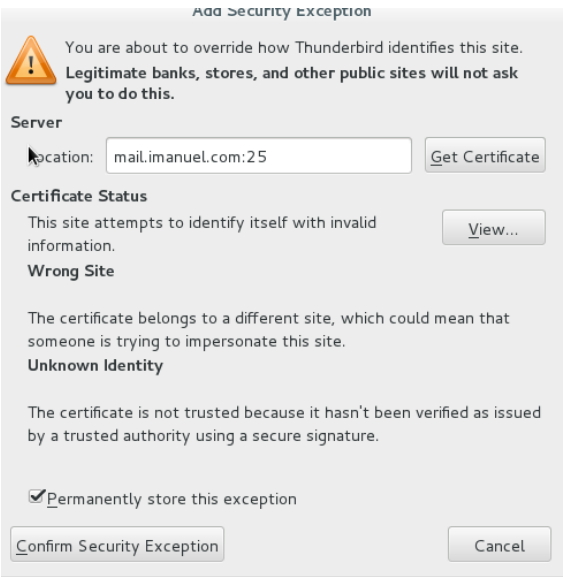 Add Security Exception
You are about to override how Thunderbird identifies this site.
Legitimate banks, stores, and other public sites will not ask
you to do this.
Server
Location:
mail.imanuel.com:25
Get Certificate
Certificate Status
This site attempts to identify itself with invalid
information.
View...
Wrong Site
The certificate belongs to a different site, which could mean that
someone is trying to impersonate this site.
Unknown Identity
The certificate is not trusted because it hasn't been verified as issued
by a trusted authority using a secure signature.
Permanently store this exception
Confirm Security Exception
Cancel